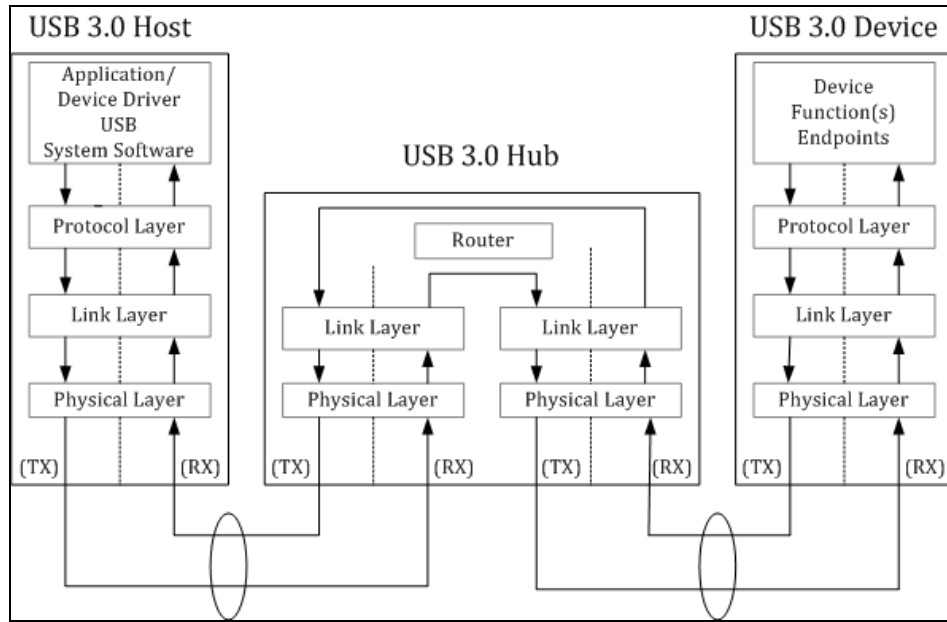 USB 3.0 Host
Application/
Device Driver
USB
System Software
Protocol Layer
Link Layer
Physical Layer
(TX)
(RX)
USB 3.0 Hub
Router
Link Layer
Link Layer
Physical Layer
Physical Layer
(TX)
(RX)
(TX)
(RX)
USB 3.0 Device
Device
Function(s)
Endpoints
Protocol Layer
Link Layer
Physical Layer
(TX)
(RX)